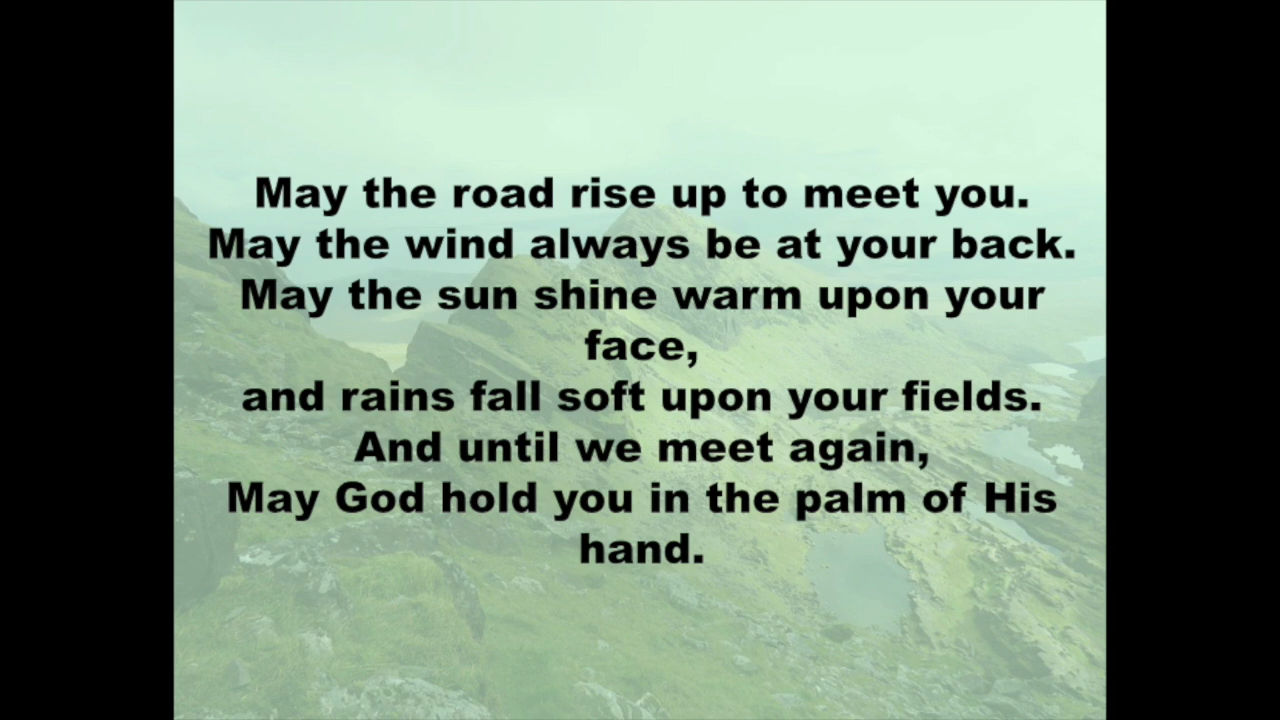 May the road rise up to meet you.
May the wind always be at your back.
May the sun shine warm upon your
face,
and rains fall soft upon your fields.
And until we meet again,
May God hold you in the palm of His
hand.